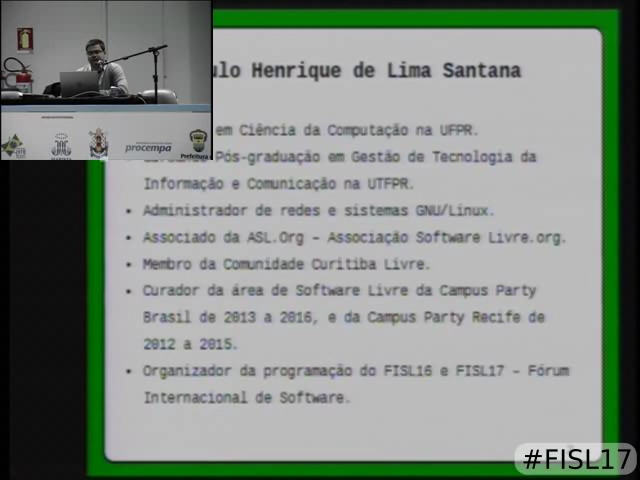 ulo Henrique de Lima Santana
em Ciência da Computação na UFPR.
Pós-graduação em Gestão de Tecnologia da
Informação e Comunicação na UTFPR.
• Administrador de redes e sistemas GNU/Linux.
• Associado da ASL.Org – Associação Software Livre.org.
• Membro da Comunidade Curitiba Livre.
• Curador da área de Software Livre da Campus Party
Brasil de 2013 a 2016, e da Campus Party Recife de
2012 a 2015.
• Organizador da programação do FISL16 e FISL17 – Fórum
Internacional de Software.
procempa
Prefeitura
#FISL17